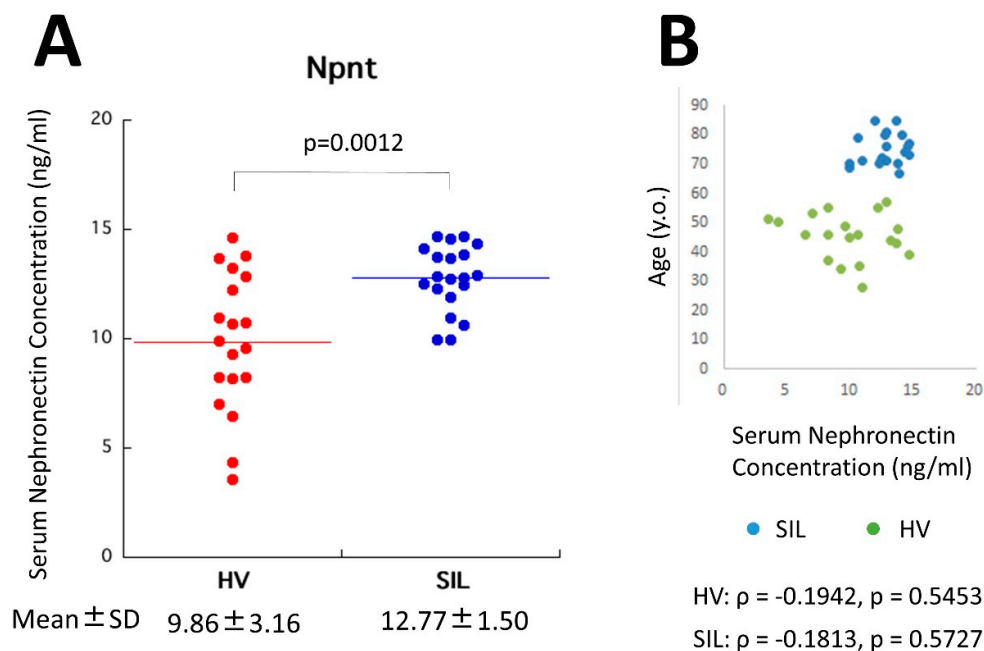 A
Npnt
Serum Nephronectin Concentration (ng/ml)
20
15
10
5
0
p=0.0012
HV SIL
Mean±SD 9.86±3.16 12.77±1.50
B
Age (y.o.)
90
80
70
60
50
40
30
20
10
0
0 5 10 15 20
Serum Nephronectin
Concentration (ng/ml)
SIL HV
HV: ρ = -0.1942, p = 0.5453
SIL: ρ = -0.1813, p = 0.5727